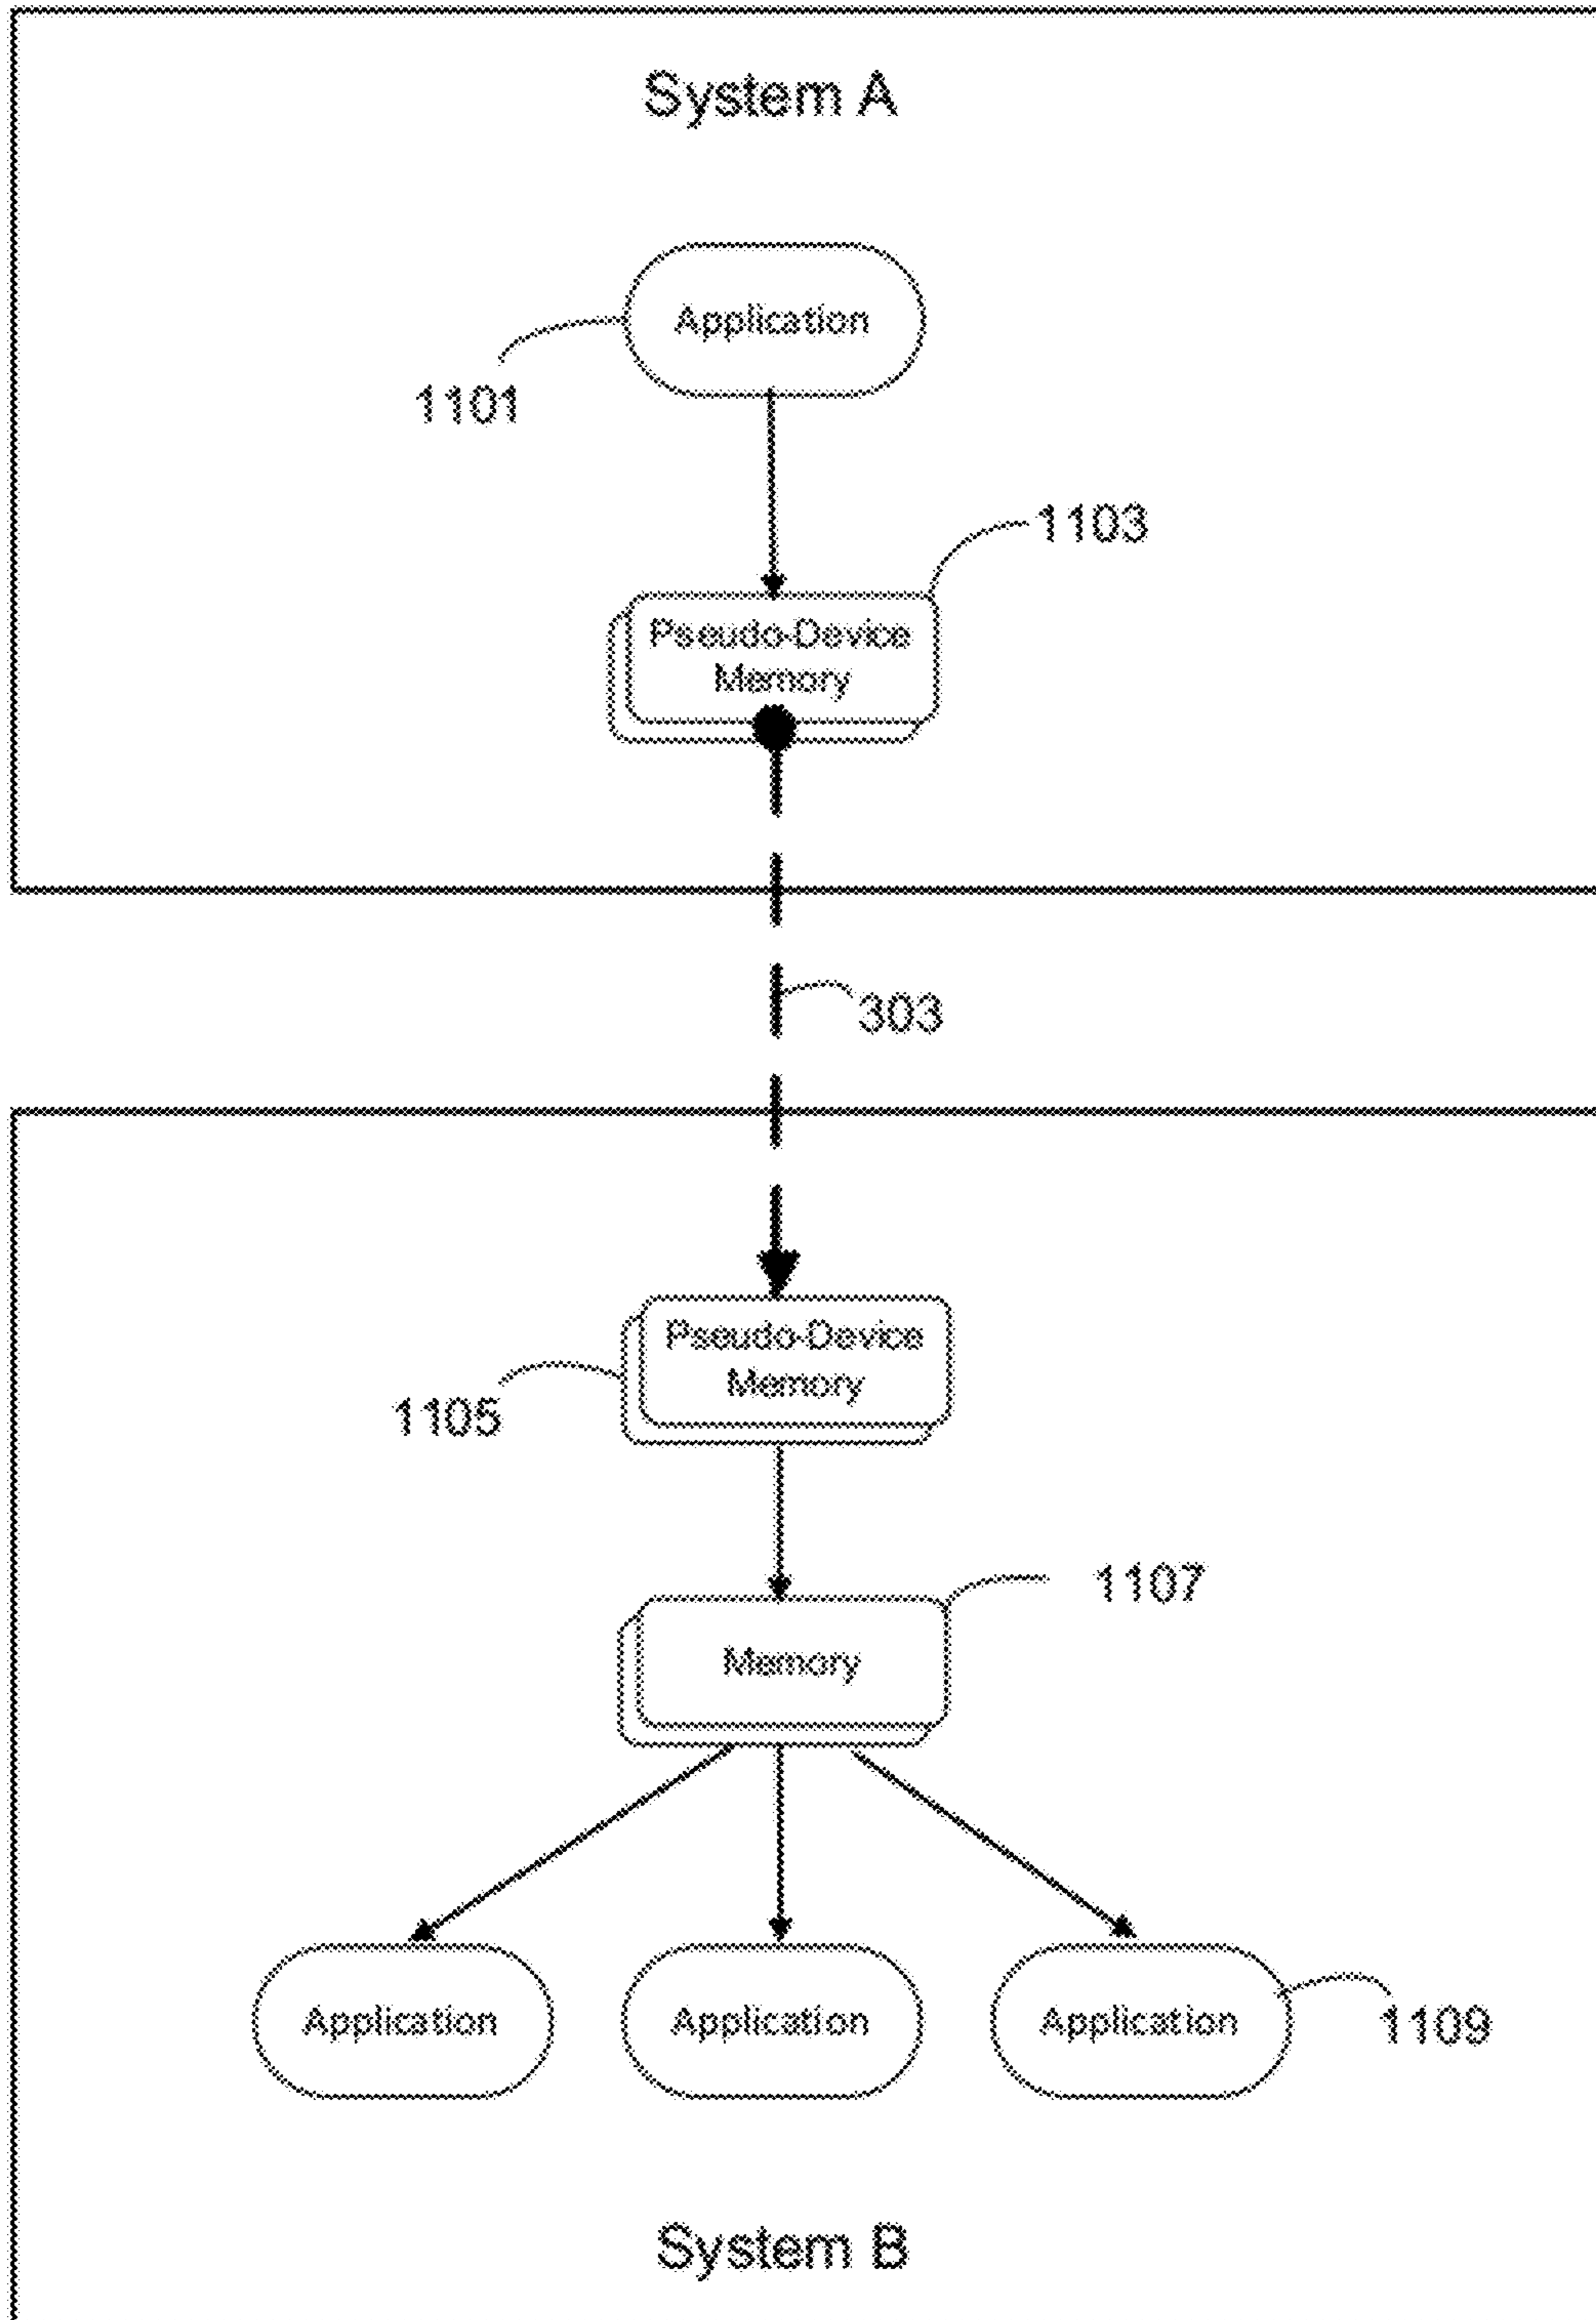 System A
Application
1101
1103
Pseudo-Device
Memory
303
Pseudo-Device
Memory
1105
1107
Memory
Application Application Application
1109
System B